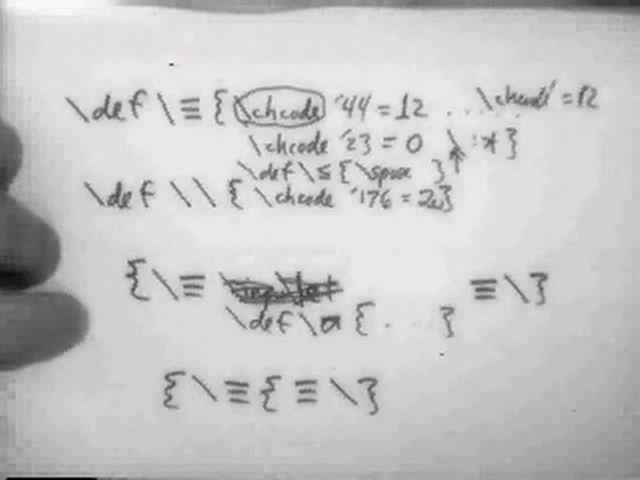 \def \≡ { \chcode '44 = 12 . . . . . \chcode' = 12
\chcode '23 = 0 \ : * }
\def \≤ { \space }
\def \\ { \chcode '176 = 2 }
{ \≡ ≡ \ }
\def \a { . . . }
{ \ ≡ { ≡ \ }